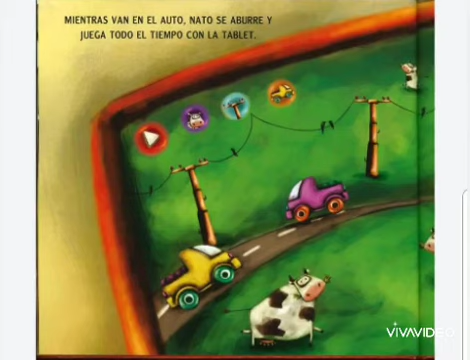 MIENTRAS VAN EN EL AUTO, NATO SE ABURRE Y
JUEGA TODO EL TIEMPO CON LA TABLET.
VIVAVIDEO